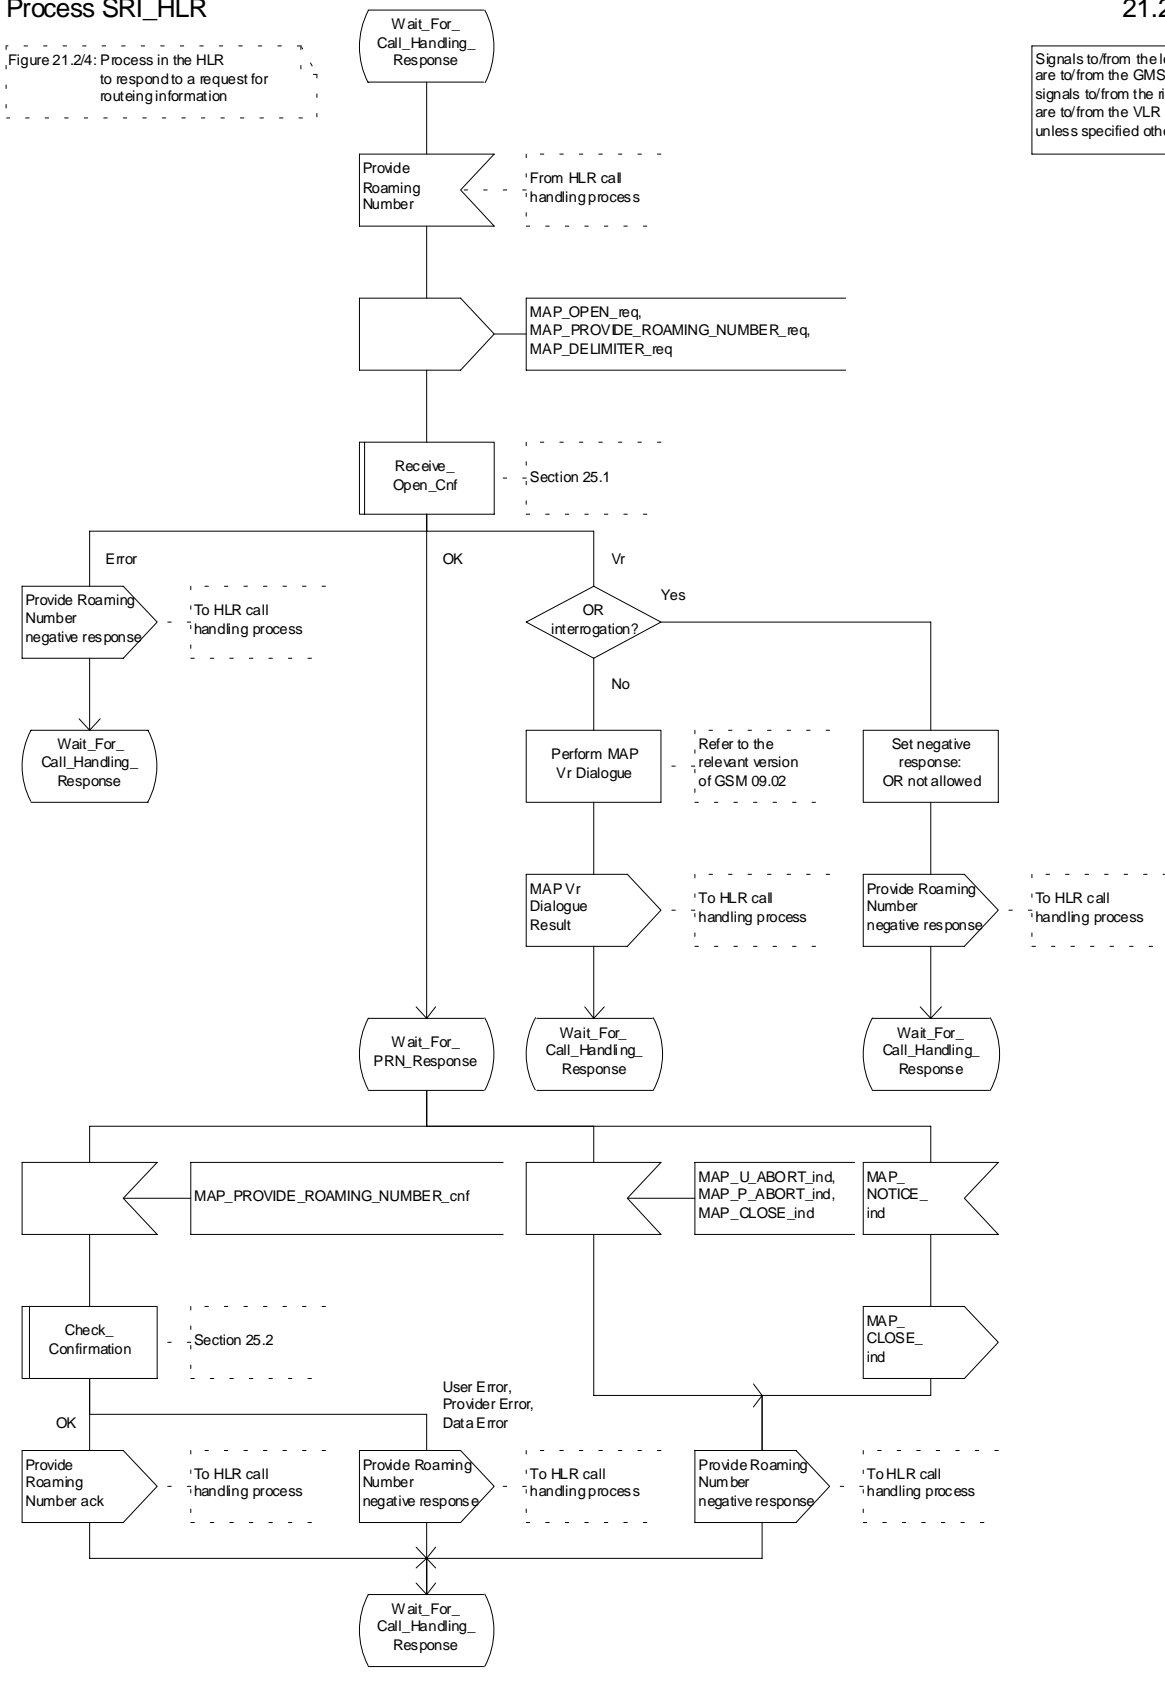 Process SRI_HLR
21.2
Figure 21.2/4: Process in the HLR
to respond to a request for
routeing information
Signals to/from the
are to/from the GMS
signals to/from the
are to/from the VLR
unless specified
Wait_For_
Call_Handling_
Response
Provide
Roaming
Number
From HLR call
handling process
MAP_OPEN_req,
MAP_PROVIDE_ROAMING_NUMBER_req,
MAP_DELIMITER_req
Receive_
Open_Cnf
Section 25.1
Error
OK
Vr
Provide Roaming
Number
negative response
To HLR call
handling process
OR
interrogation?
Yes
No
Wait_For_
Call_Handling_
Response
Perform MAP
Vr Dialogue
Refer to the
relevant version
of GSM 09.02
Set negative
response:
OR not allowed
MAP Vr
Dialogue
Result
To HLR call
handling process
Provide Roaming
Number
negative response
To HLR call
handling process
Wait_For_
PRN_Response
Wait_For_
Call_Handling_
Response
Wait_For_
Call_Handling_
Response
MAP_PROVIDE_ROAMING_NUMBER_cnf
MAP_U_ABORT_ind,
MAP_P_ABORT_ind,
MAP_CLOSE_ind
MAP_
NOTICE_
ind
Check_
Confirmation
Section 25.2
MAP_
CLOSE_
ind
OK
User Error,
Provider Error,
Data Error
Provide
Roaming
Number ack
To HLR call
handling process
Provide Roaming
Number
negative response
To HLR call
handling process
Provide Roaming
Number
negative response
To HLR call
handling process
Wait_For_
Call_Handling_
Response